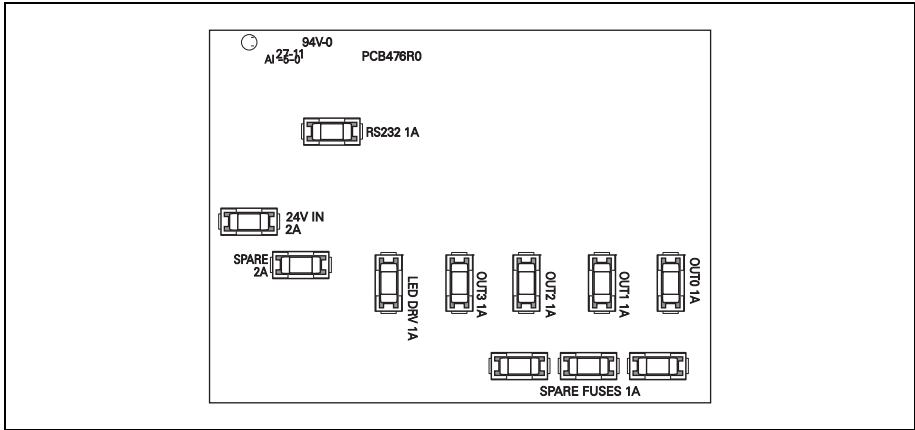 94V-0
27-11
PCB476R0
RS232 1A
24V IN
2A
SPARE
2A
LED DRV 1A
OUT3 1A
OUT2 1A
OUT1 1A
OUT0 1A
SPARE FUSES 1A